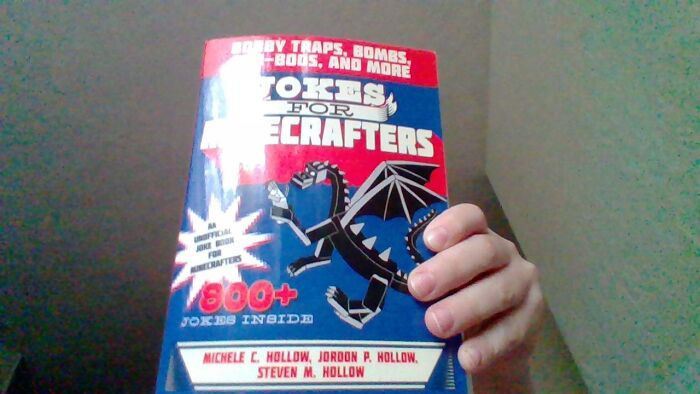 BOOBY TRAPS, BOMBS,
-BOOS, AND MORE
JOKES
FOR
MINECRAFTERS
AN
UNOFFICIAL
JOKE BOOK
FOR
MINECRAFTERS
800+
JOKES INSIDE
MICHELE C. HOLLOW, JORDON P. HOLLOW,
STEVEN M. HOLLOW